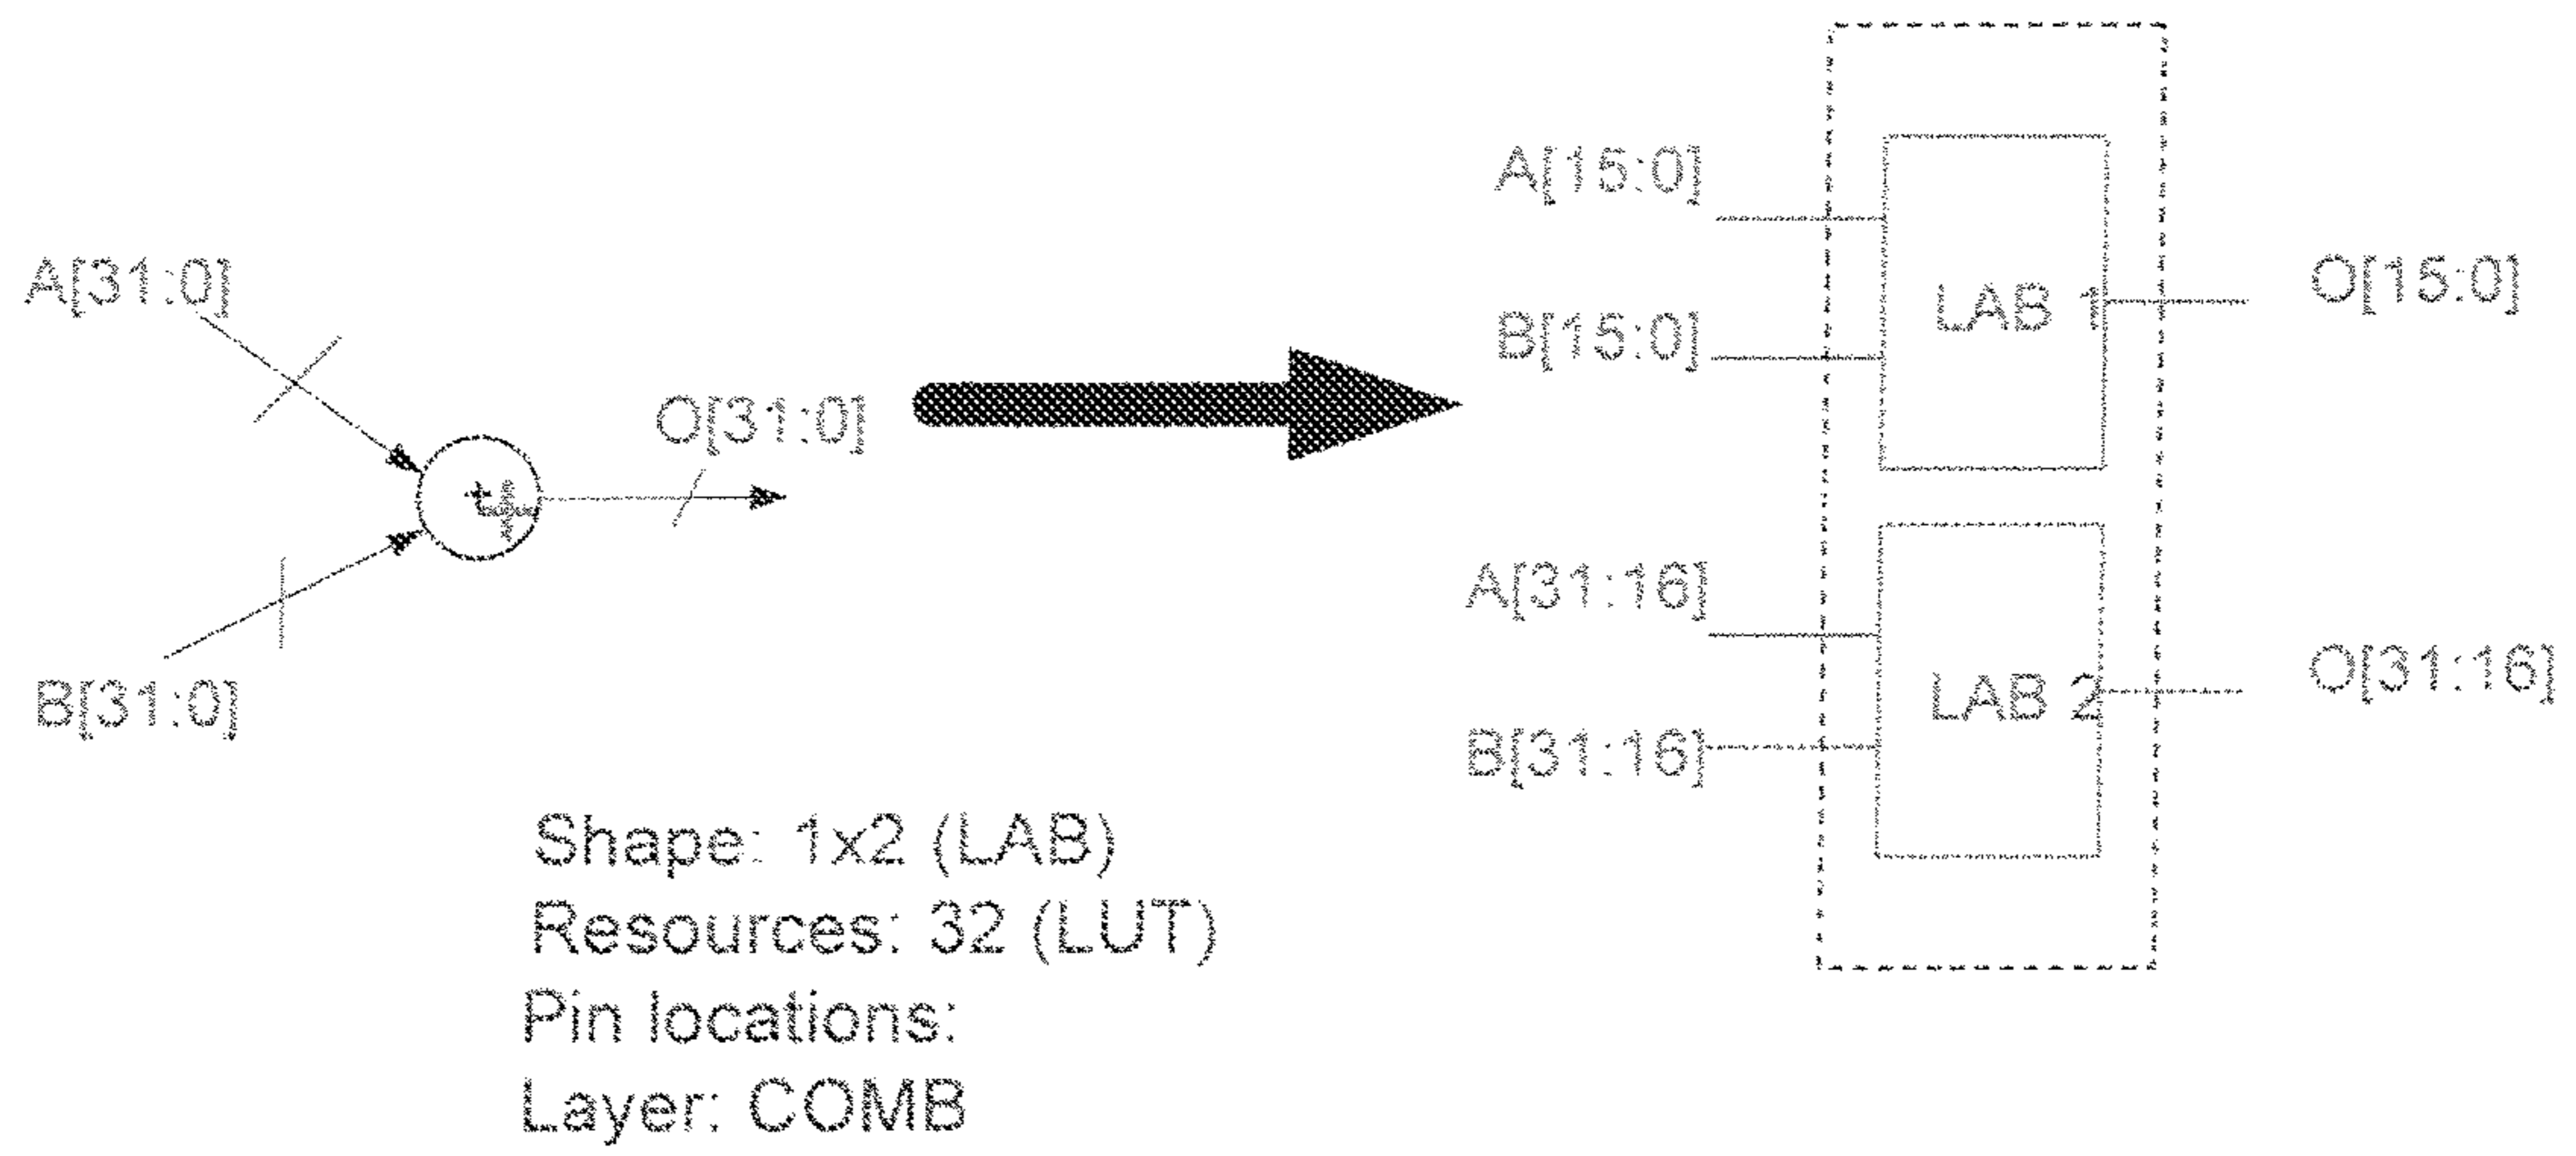 A[31:0]
B[31:0]
+
O[31:0]
A[15:0]
B[15:0]
LAB 1
O[15:0]
A[31:16]
B[31:16]
LAB 2
O[31:16]
Shape: 1x2 (LAB)
Resources: 32 (LUT)
Pin locations:
Layer: COMB